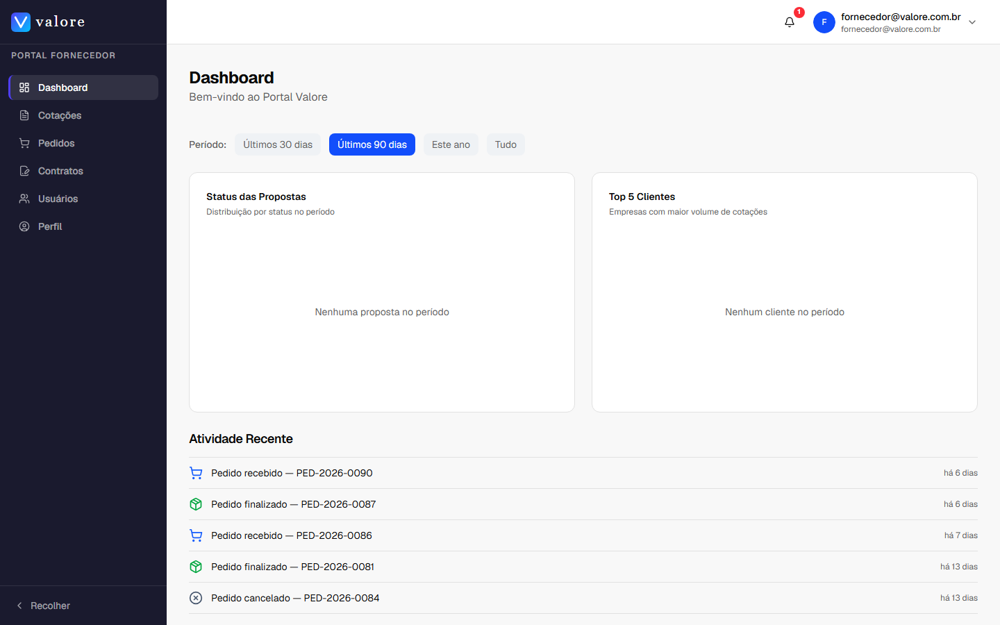 valore
1
F
fornecedor@valore.com.br
fornecedor@valore.com.br
PORTAL FORNECEDOR
Dashboard
Cotações
Pedidos
Contratos
Usuários
Perfil
Recolher
Dashboard
Bem-vindo ao Portal Valore
Período: Últimos 30 dias Últimos 90 dias Este ano Tudo
Status das Propostas
Distribuição por status no período
Nenhuma proposta no período
Top 5 Clientes
Empresas com maior volume de cotações
Nenhum cliente no período
Atividade Recente
Pedido recebido — PED-2026-0090 há 6 dias
Pedido finalizado — PED-2026-0087 há 6 dias
Pedido recebido — PED-2026-0086 há 7 dias
Pedido finalizado — PED-2026-0081 há 13 dias
Pedido cancelado — PED-2026-0084 há 13 dias